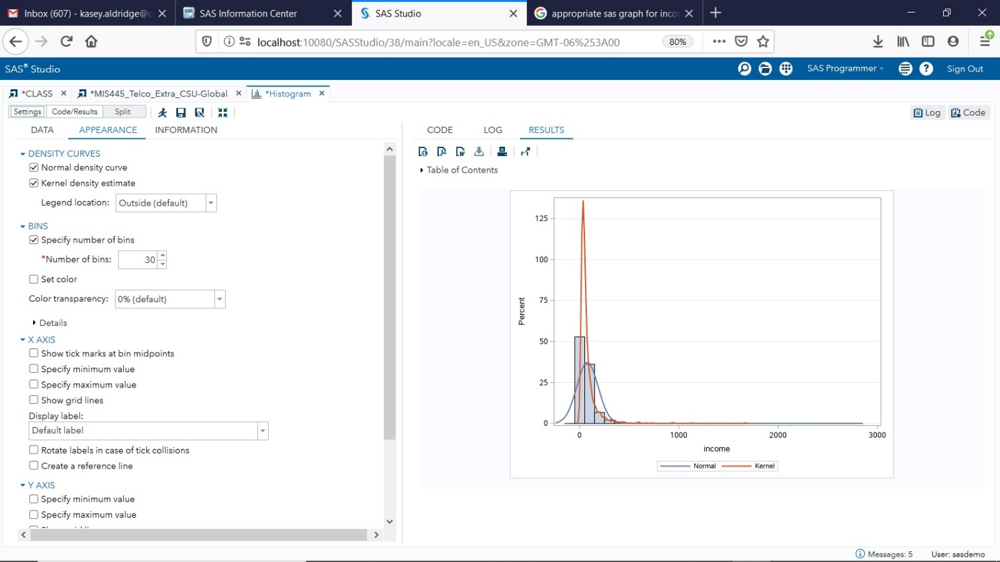 Inbox (607) - kasey.aldridge@c
SAS Information Center
SAS Studio
appropriate sas graph for inco
localhost:10080/SASStudio/38/main?locale=en_US&zone=GMT-06%253A00
80%
SAS® Studio
SAS Programmer
Sign Out
*CLASS
*MIS445_Telco_Extra_CSU-Global
*Histogram
Settings
Code/Results
Split
Log
Code
DATA
APPEARANCE
INFORMATION
CODE
LOG
RESULTS
DENSITY CURVES
Normal density curve
Kernel density estimate
Legend location:
Outside (default)
BINS
Specify number of bins
*Number of bins:
30
Set color
Color transparency:
0% (default)
Details
X AXIS
Show tick marks at bin midpoints
Specify minimum value
Specify maximum value
Show grid lines
Display label:
Default label
Rotate labels in case of tick collisions
Create a reference line
Y AXIS
Specify minimum value
Specify maximum value
Table of Contents
125
100
75
50
25
0
Percent
0
1000
2000
3000
income
Normal
Kernel
Messages: 5
User: sasdemo